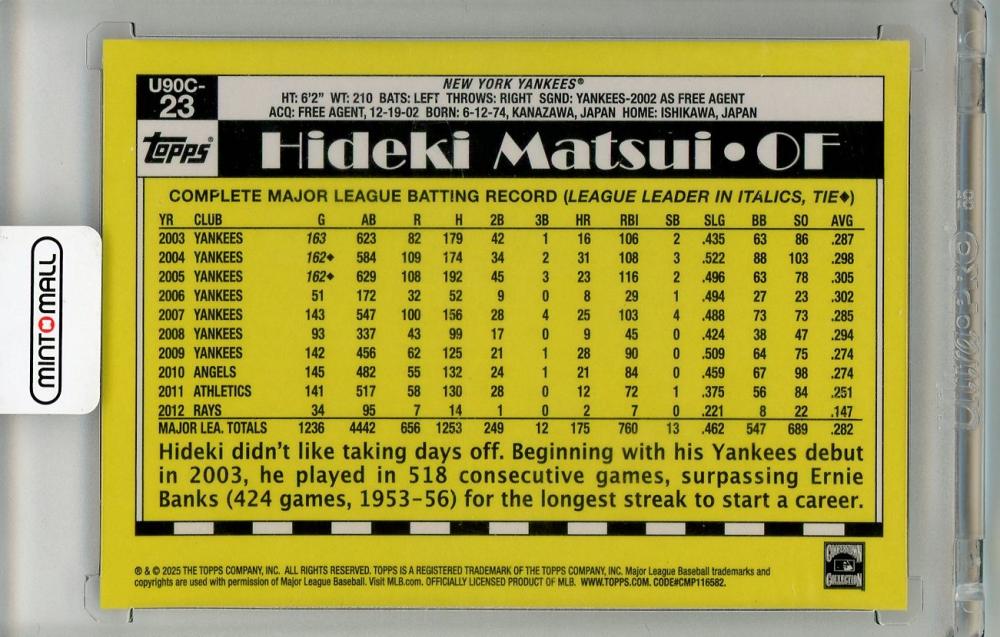 U90C-
23
NEW YORK YANKEES®
HT: 6'2" WT: 210 BATS: LEFT THROWS: RIGHT SGND: YANKEES-2002 AS FREE AGENT
ACQ: FREE AGENT, 12-19-02 BORN: 6-12-74, KANAZAWA, JAPAN HOME: ISHIKAWA, JAPAN
TOPPS® Hideki Matsui • OF
COMPLETE MAJOR LEAGUE BATTING RECORD (LEAGUE LEADER IN ITALICS, TIE◆)
YR CLUB G AB R H 2B 3B HR RBI SB SLG BB SO AVG
2003 YANKEES 163 623 82 179 42 1 16 106 2 .435 63 86 .287
2004 YANKEES 162◆ 584 109 174 34 2 31 108 3 .522 88 103 .298
2005 YANKEES 162◆ 629 108 192 45 3 23 116 2 .496 63 78 .305
2006 YANKEES 51 172 32 52 9 0 8 29 1 .494 27 23 .302
2007 YANKEES 143 547 100 156 28 4 25 103 4 .488 73 73 .285
2008 YANKEES 93 337 43 99 17 0 9 45 0 .424 38 47 .294
2009 YANKEES 142 456 62 125 21 1 28 90 0 .509 64 75 .274
2010 ANGELS 145 482 55 132 24 1 21 84 0 .459 67 98 .274
2011 ATHLETICS 141 517 58 130 28 0 12 72 1 .375 56 84 .251
2012 RAYS 34 95 7 14 1 0 2 7 0 .221 8 22 .147
MAJOR LEA. TOTALS 1236 4442 656 1253 249 12 175 760 13 .462 547 689 .282
Hideki didn't like taking days off. Beginning with his Yankees debut
in 2003, he played in 518 consecutive games, surpassing Ernie
Banks (424 games, 1953–56) for the longest streak to start a career.
® & © 2025 THE TOPPS COMPANY, INC. ALL RIGHTS RESERVED. TOPPS IS A REGISTERED TRADEMARK OF THE TOPPS COMPANY, INC. Major League Baseball trademarks and
copyrights are used with permission of Major League Baseball. Visit MLB.com. OFFICIALLY LICENSED PRODUCT OF MLB. WWW.TOPPS.COM. CODE#CMP116582.
COOPERSTOWN
COLLECTION
MINTOMALL